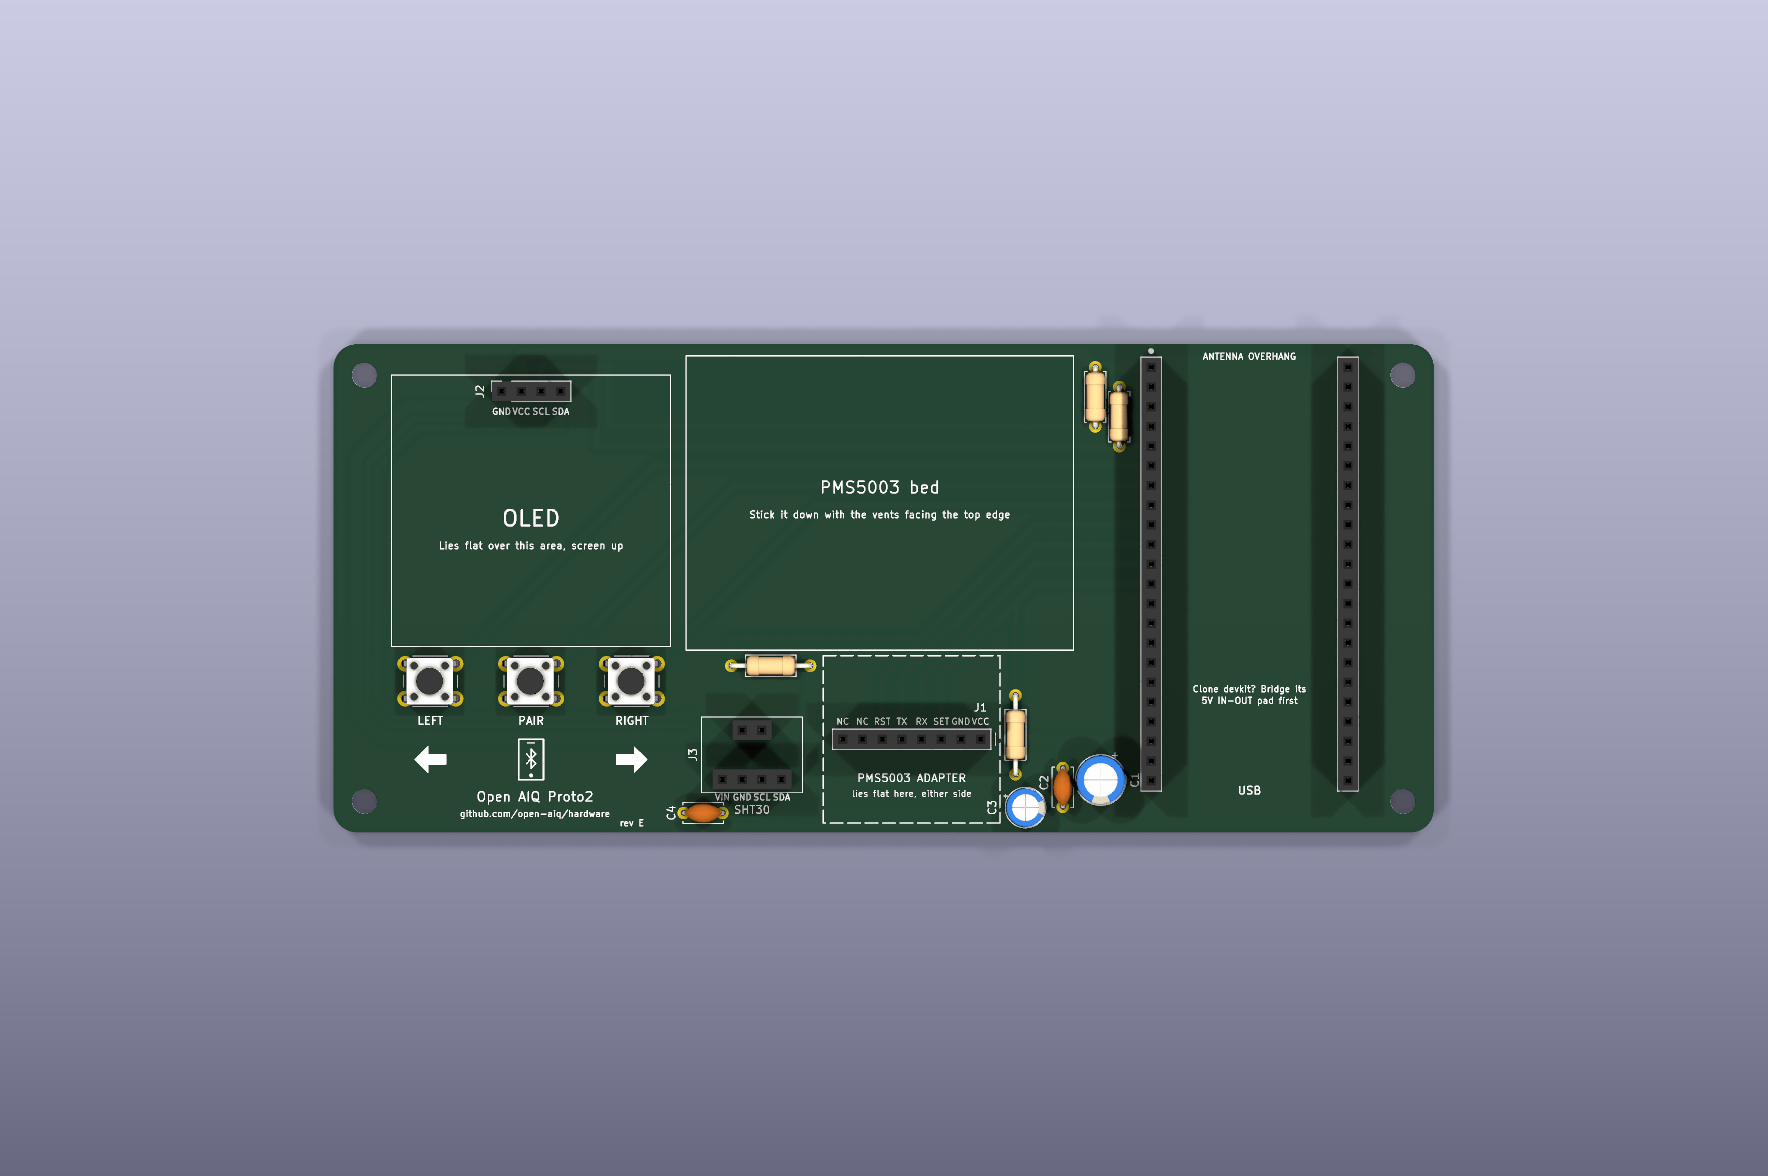 J2
GND VCC SCL SDA
OLED
Lies flat over this area, screen up
PMS5003 bed
Stick it down with the vents facing the top edge
ANTENNA OVERHANG
Clone devkit? Bridge its
5V IN-OUT pad first
USB
LEFT
PAIR
RIGHT
Open AIQ Proto2
github.com/open-aiq/hardware
rev E
J3
VIN GND SCL SDA
SHT30
C4
J1
NC NC RST TX RX SET GND VCC
PMS5003 ADAPTER
lies flat here, either side
C3
+
C2
+
C1